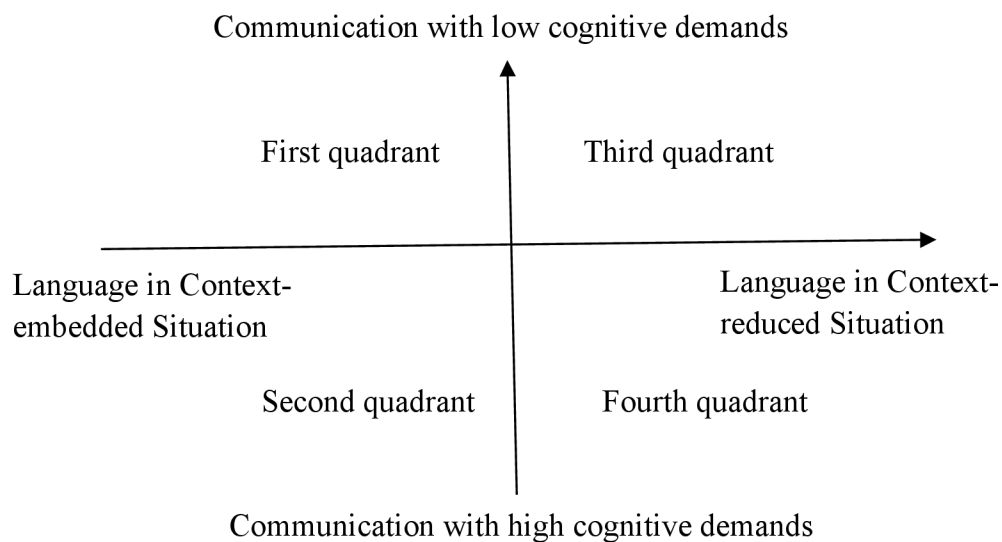 Communication with low cognitive demands
First quadrant
Third quadrant
Language in Context-
embedded Situation
Language in Context-
reduced Situation
Second quadrant
Fourth quadrant
Communication with high cognitive demands